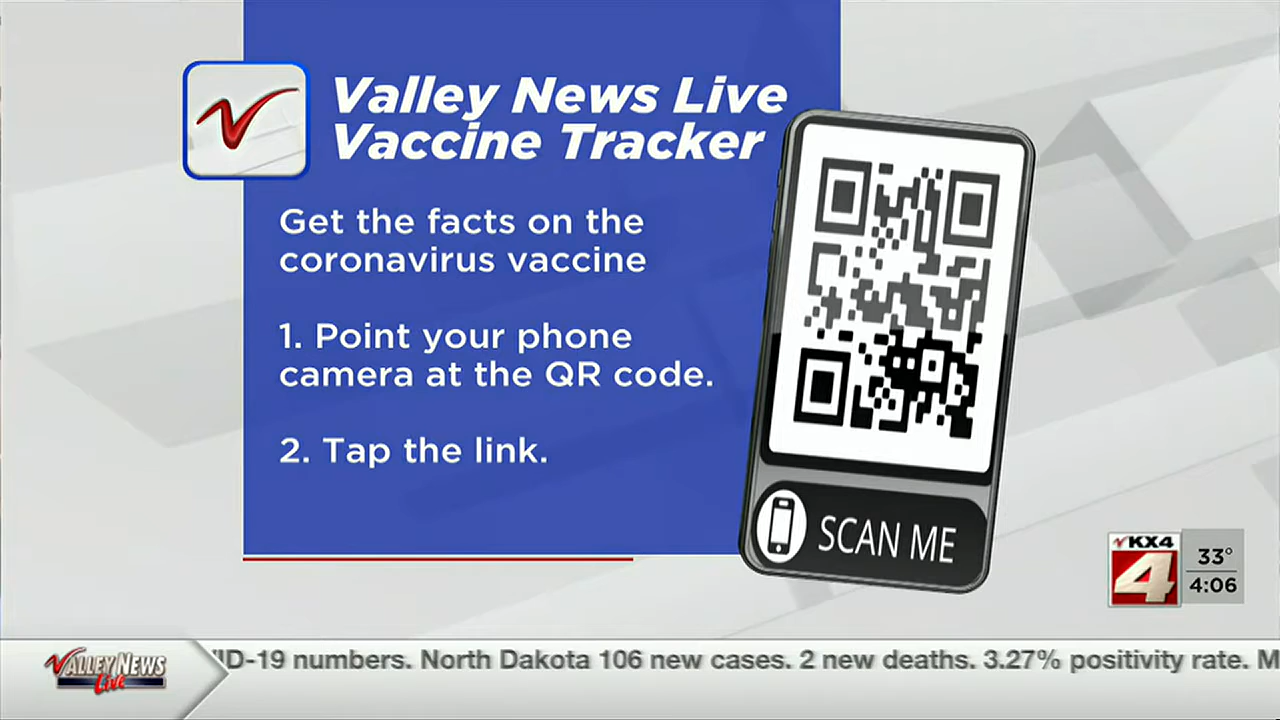 Valley News Live
Vaccine Tracker
Get the facts on the
coronavirus vaccine
1. Point your phone
camera at the QR code.
2. Tap the link.
SCAN ME
KX4
4
33°
4:06
VALLEY NEWS
Live
ID-19 numbers. North Dakota 106 new cases. 2 new deaths. 3.27% positivity rate. M